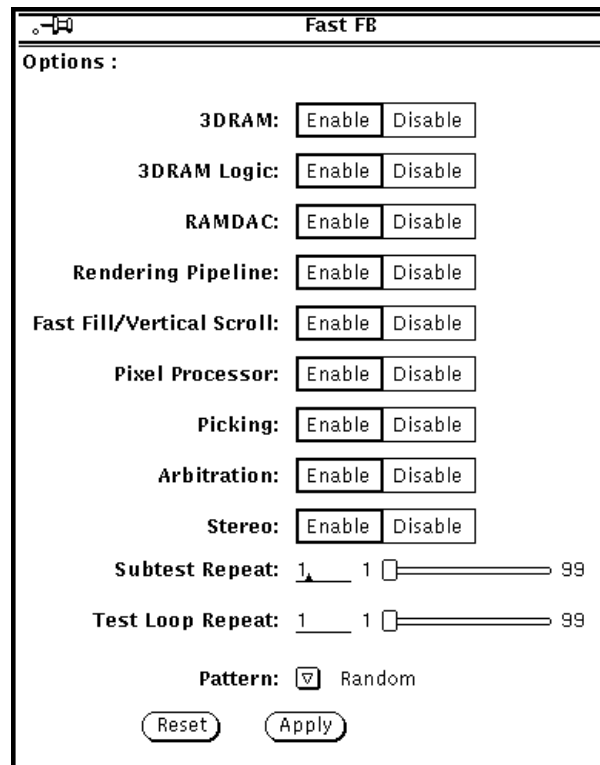 Fast FB
Options :
3DRAM: Enable Disable
3DRAM Logic: Enable Disable
RAMDAC: Enable Disable
Rendering Pipeline: Enable Disable
Fast Fill/Vertical Scroll: Enable Disable
Pixel Processor: Enable Disable
Picking: Enable Disable
Arbitration: Enable Disable
Stereo: Enable Disable
Subtest Repeat: 1 1 99
Test Loop Repeat: 1 1 99
Pattern: Random
Reset Apply